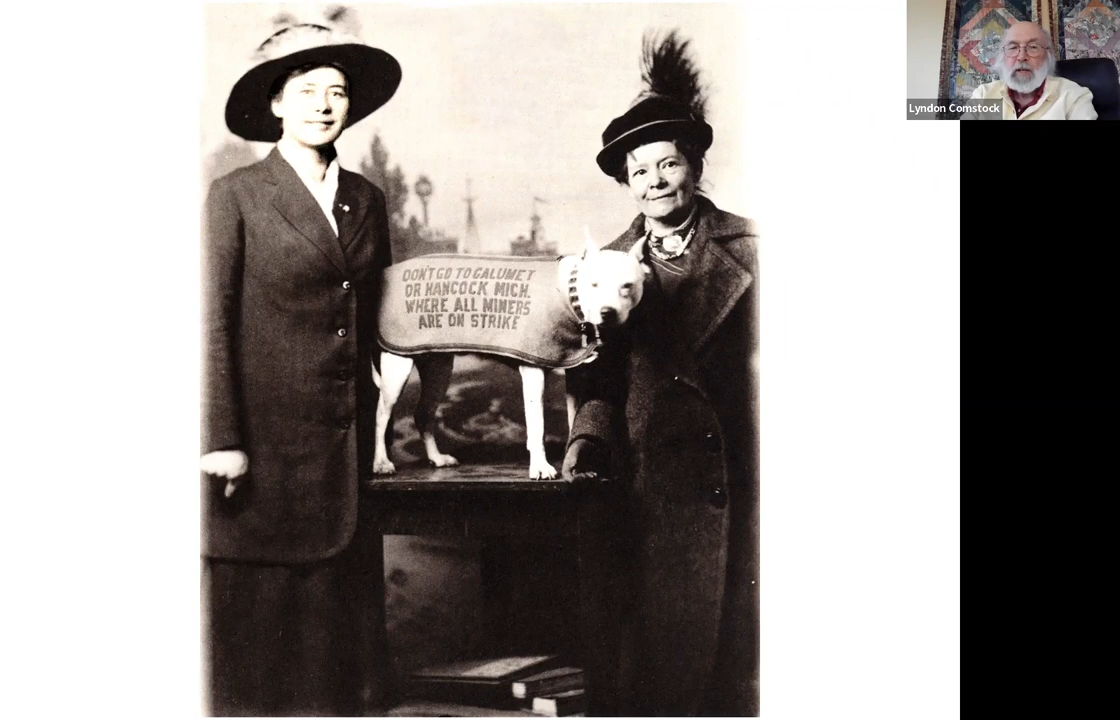 DON'T GO TO CALUMET
OR HANCOCK MICH.
WHERE ALL MINERS
ARE ON STRIKE
Lyndon Comstock